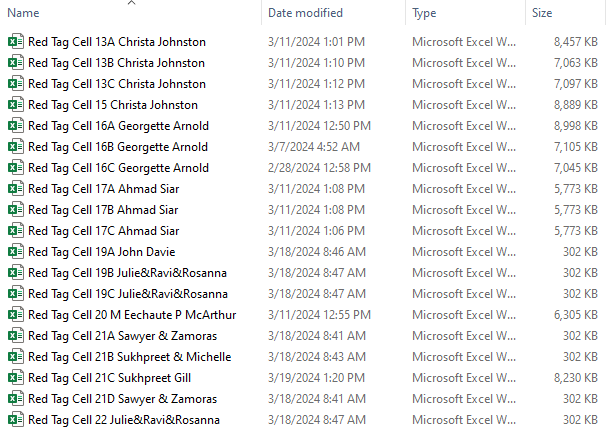 Name Date modified Type Size
Red Tag Cell 13A Christa Johnston 3/11/2024 1:01 PM Microsoft Excel W... 8,457 KB
Red Tag Cell 13B Christa Johnston 3/11/2024 1:10 PM Microsoft Excel W... 7,063 KB
Red Tag Cell 13C Christa Johnston 3/11/2024 1:12 PM Microsoft Excel W... 7,097 KB
Red Tag Cell 15 Christa Johnston 3/11/2024 1:13 PM Microsoft Excel W... 8,889 KB
Red Tag Cell 16A Georgette Arnold 3/11/2024 12:50 PM Microsoft Excel W... 8,998 KB
Red Tag Cell 16B Georgette Arnold 3/7/2024 4:52 AM Microsoft Excel W... 7,105 KB
Red Tag Cell 16C Georgette Arnold 2/28/2024 12:58 PM Microsoft Excel W... 7,045 KB
Red Tag Cell 17A Ahmad Siar 3/11/2024 1:08 PM Microsoft Excel W... 5,773 KB
Red Tag Cell 17B Ahmad Siar 3/11/2024 1:08 PM Microsoft Excel W... 5,773 KB
Red Tag Cell 17C Ahmad Siar 3/11/2024 1:06 PM Microsoft Excel W... 5,773 KB
Red Tag Cell 19A John Davie 3/18/2024 8:46 AM Microsoft Excel W... 302 KB
Red Tag Cell 19B Julie&Ravi&Rosanna 3/18/2024 8:47 AM Microsoft Excel W... 302 KB
Red Tag Cell 19C Julie&Ravi&Rosanna 3/18/2024 8:47 AM Microsoft Excel W... 302 KB
Red Tag Cell 20 M Eechaute P McArthur 3/11/2024 12:55 PM Microsoft Excel W... 6,305 KB
Red Tag Cell 21A Sawyer & Zamoras 3/18/2024 8:41 AM Microsoft Excel W... 302 KB
Red Tag Cell 21B Sukhpreet & Michelle 3/18/2024 8:43 AM Microsoft Excel W... 302 KB
Red Tag Cell 21C Sukhpreet Gill 3/19/2024 1:20 PM Microsoft Excel W... 8,230 KB
Red Tag Cell 21D Sawyer & Zamoras 3/18/2024 8:41 AM Microsoft Excel W... 302 KB
Red Tag Cell 22 Julie&Ravi&Rosanna 3/18/2024 8:47 AM Microsoft Excel W... 302 KB